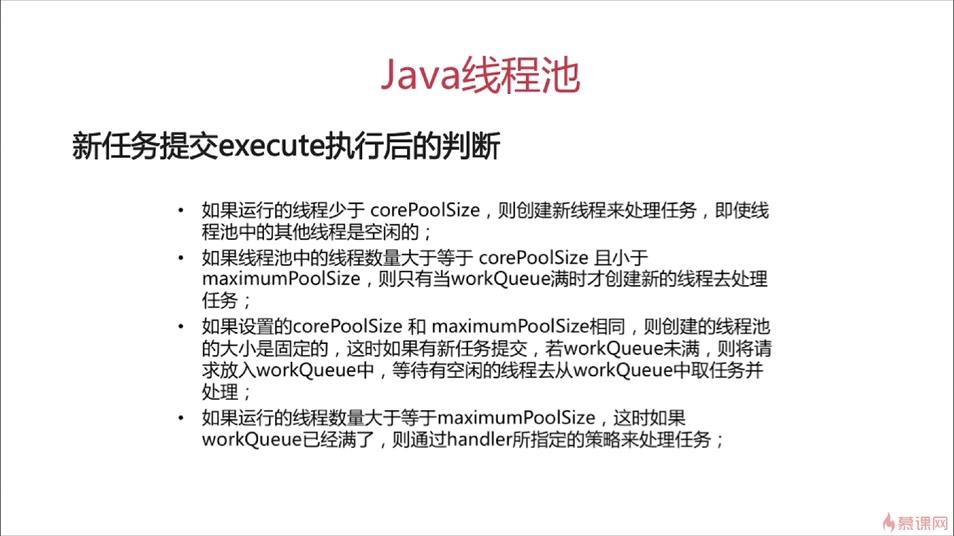 Java线程池
新任务提交execute执行后的判断
• 如果运行的线程少于 corePoolSize，则创建新线程来处理任务，即使线
程池中的其他线程是空闲的；
• 如果线程池中的线程数量大于等于 corePoolSize 且小于
maximumPoolSize，则只有当workQueue满时才创建新的线程去处理
任务；
• 如果设置的corePoolSize 和 maximumPoolSize相同，则创建的线程池
的大小是固定的，这时如果有新任务提交，若workQueue未满，则将请
求放入workQueue中，等待有空闲的线程去从workQueue中取任务并
处理；
• 如果运行的线程数量大于等于maximumPoolSize，这时如果
workQueue已经满了，则通过handler所指定的策略来处理任务；
慕课网